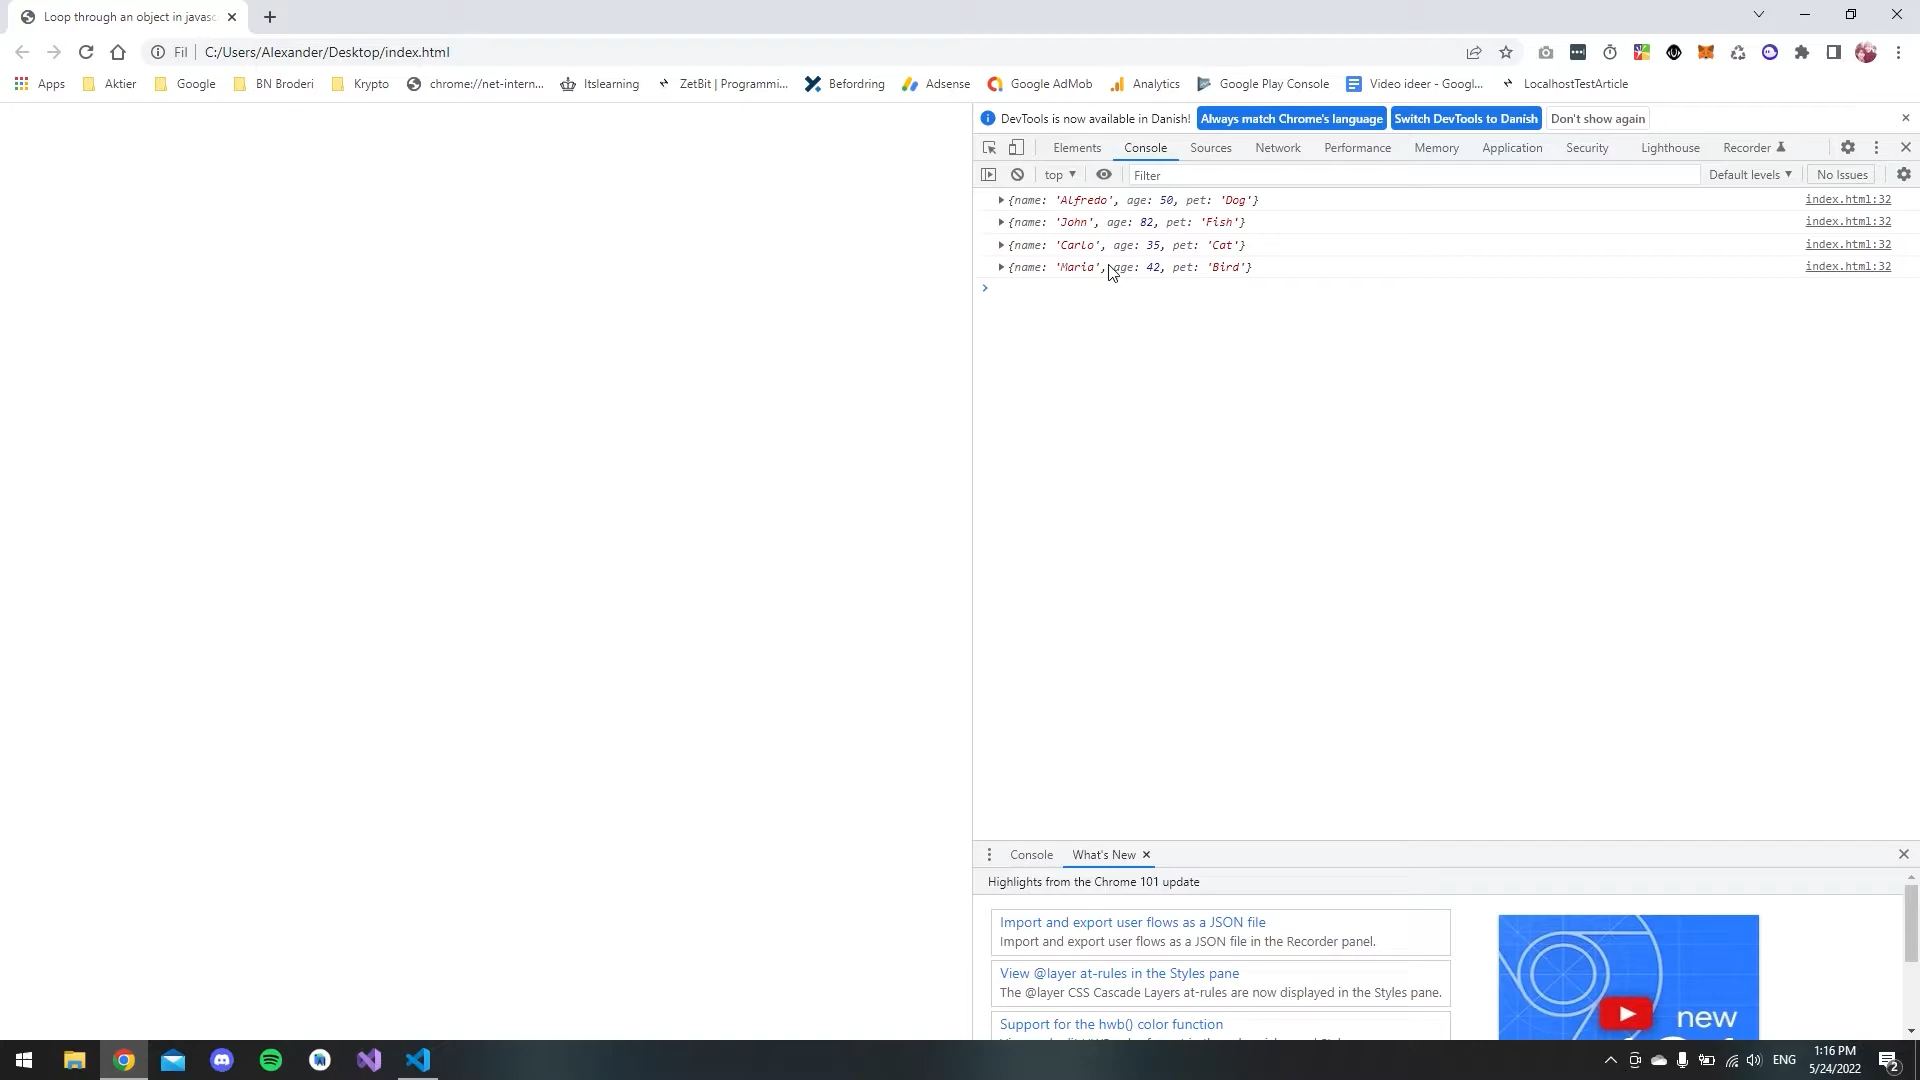 Loop through an object in javasc
Fil C:/Users/Alexander/Desktop/index.html
Apps Aktier Google BN Broderi Krypto chrome://net-intern... Itslearning ZetBit | Programmi... Befordring Adsense Google AdMob Analytics Google Play Console Video ideer - Googl... LocalhostTestArticle
DevTools is now available in Danish! Always match Chrome's language Switch DevTools to Danish Don't show again
Elements Console Sources Network Performance Memory Application Security Lighthouse Recorder
top Filter Default levels No Issues
{name: 'Alfredo', age: 50, pet: 'Dog'} index.html:32
{name: 'John', age: 82, pet: 'Fish'} index.html:32
{name: 'Carlo', age: 35, pet: 'Cat'} index.html:32
{name: 'Maria', age: 42, pet: 'Bird'} index.html:32
Console What's New
Highlights from the Chrome 101 update
Import and export user flows as a JSON file
Import and export user flows as a JSON file in the Recorder panel.
View @layer at-rules in the Styles pane
The @layer CSS Cascade Layers at-rules are now displayed in the Styles pane.
Support for the hwb() color function
new
ENG
1:16 PM
5/24/2022
2